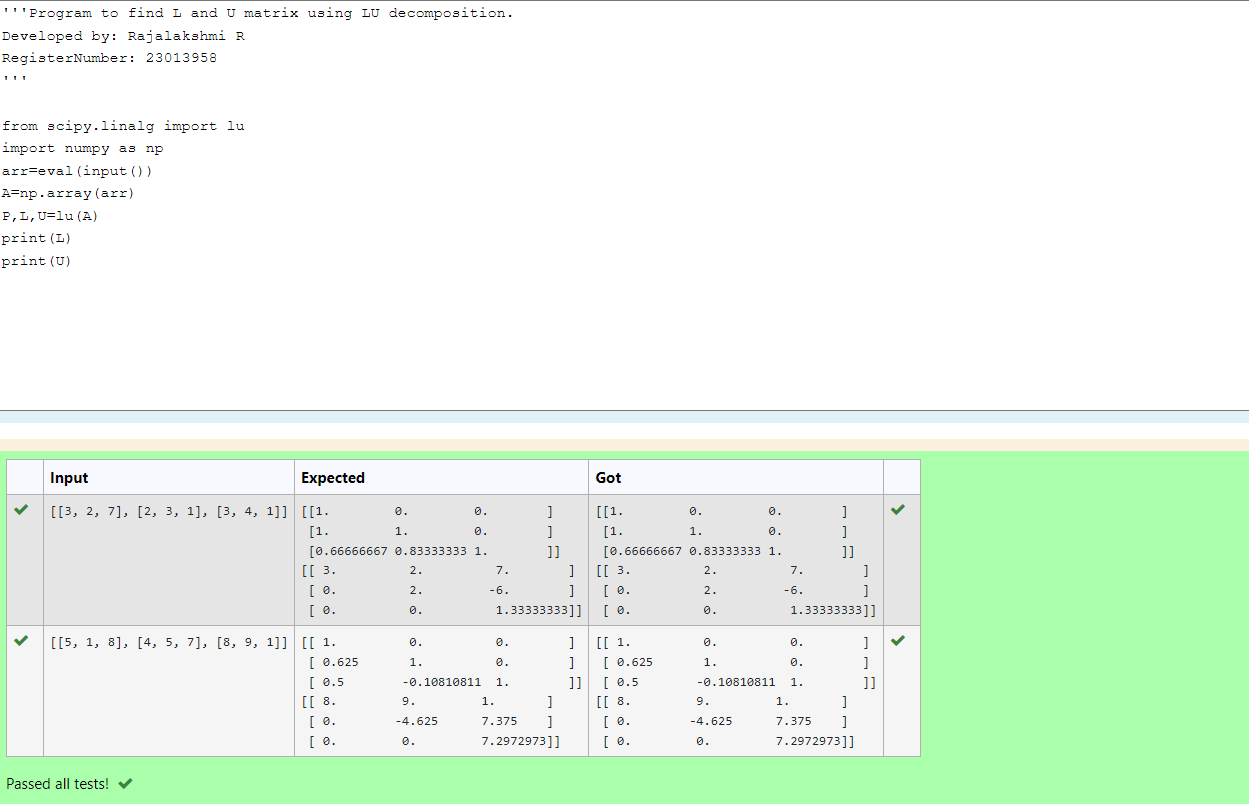 '''Program to find L and U matrix using LU decomposition.
Developed by: Rajalakshmi R
RegisterNumber: 23013958
'''
from scipy.linalg import lu
import numpy as np
arr=eval(input())
A=np.array(arr)
P,L,U=lu(A)
print(L)
print(U)
Input Expected Got
[[3, 2, 7], [2, 3, 1], [3, 4, 1]] [[1. 0. 0. ] [[1. 0. 0. ]
[1. 1. 0. ] [1. 1. 0. ]
[0.66666667 0.83333333 1. ]] [0.66666667 0.83333333 1. ]]
[[ 3. 2. 7. ] [[ 3. 2. 7. ]
[ 0. 2. -6. ] [ 0. 2. -6. ]
[ 0. 0. 1.33333333]] [ 0. 0. 1.33333333]]
[[5, 1, 8], [4, 5, 7], [8, 9, 1]] [[ 1. 0. 0. ] [[ 1. 0. 0. ]
[ 0.625 1. 0. ] [ 0.625 1. 0. ]
[ 0.5 -0.10810811 1. ]] [ 0.5 -0.10810811 1. ]]
[[ 8. 9. 1. ] [[ 8. 9. 1. ]
[ 0. -4.625 7.375 ] [ 0. -4.625 7.375 ]
[ 0. 0. 7.2972973]] [ 0. 0. 7.2972973]]
Passed all tests!